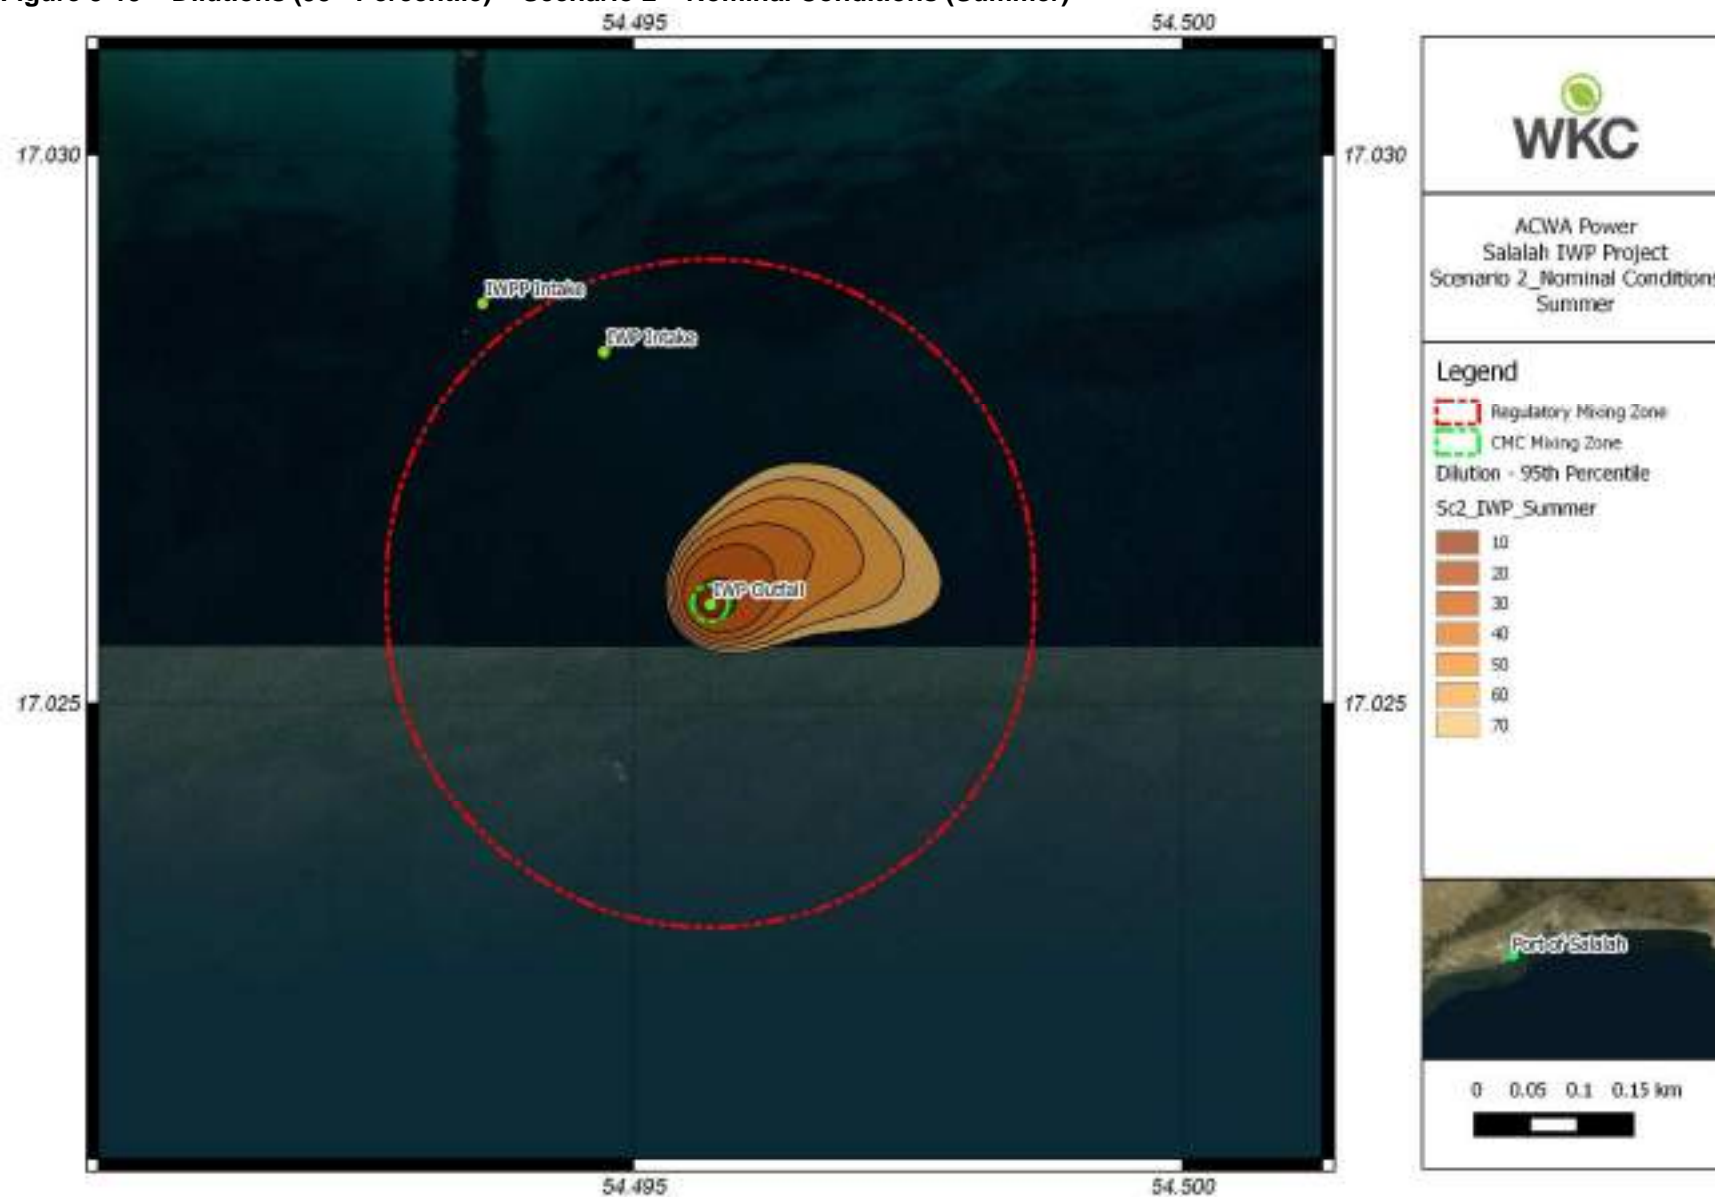 54.495
54.500
17.030
17.030
IWPP Intake
IWP Intake
IWP Outfall
17.025
17.025
54.495
54.500
WKC
ACWA Power
Salalah IWP Project
Scenario 2_Nominal Conditions
Summer
Legend
Regulatory Mixing Zone
CMC Mixing Zone
Dilution - 95th Percentile
Sc2_IWP_Summer
10
20
30
40
50
60
70
Port of Salalah
0 0.05 0.1 0.15 km